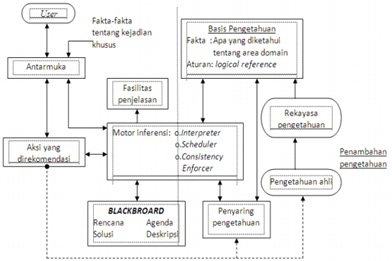 User
Fakta-fakta
tentang kejadian
khusus
Antarmuka
Basis Pengetahuan
Fakta : Apa yang diketahui
tentang area domain
Aturan: logical reference
Fasilitas
penjelasan
Rekayasa
pengetahuan
Aksi yang
direkomendasi
Motor inferensi: o.Interpreter
o.Scheduler
o.Consistency
Enforcer
Penambahan
pengetahuan
Pengetahuan ahli
BLACKBOARD
Rencana Agenda
Solusi Deskripsi
Penyaring
pengetahuan